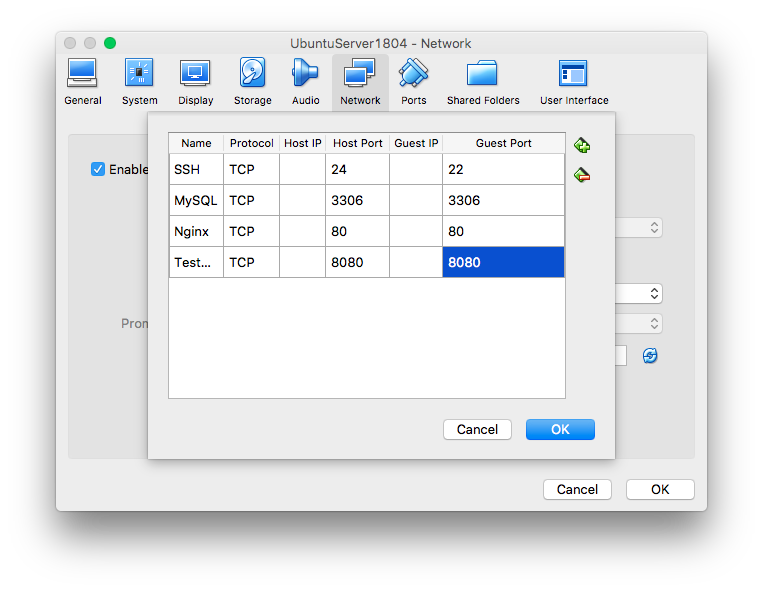 UbuntuServer1804 - Network
General System Display Storage Audio Network Ports Shared Folders User Interface
Name Protocol Host IP Host Port Guest IP Guest Port
Enable
SSH TCP 24 22
MySQL TCP 3306 3306
Nginx TCP 80 80
Test... TCP 8080 8080
Prom
Cancel OK
Cancel OK